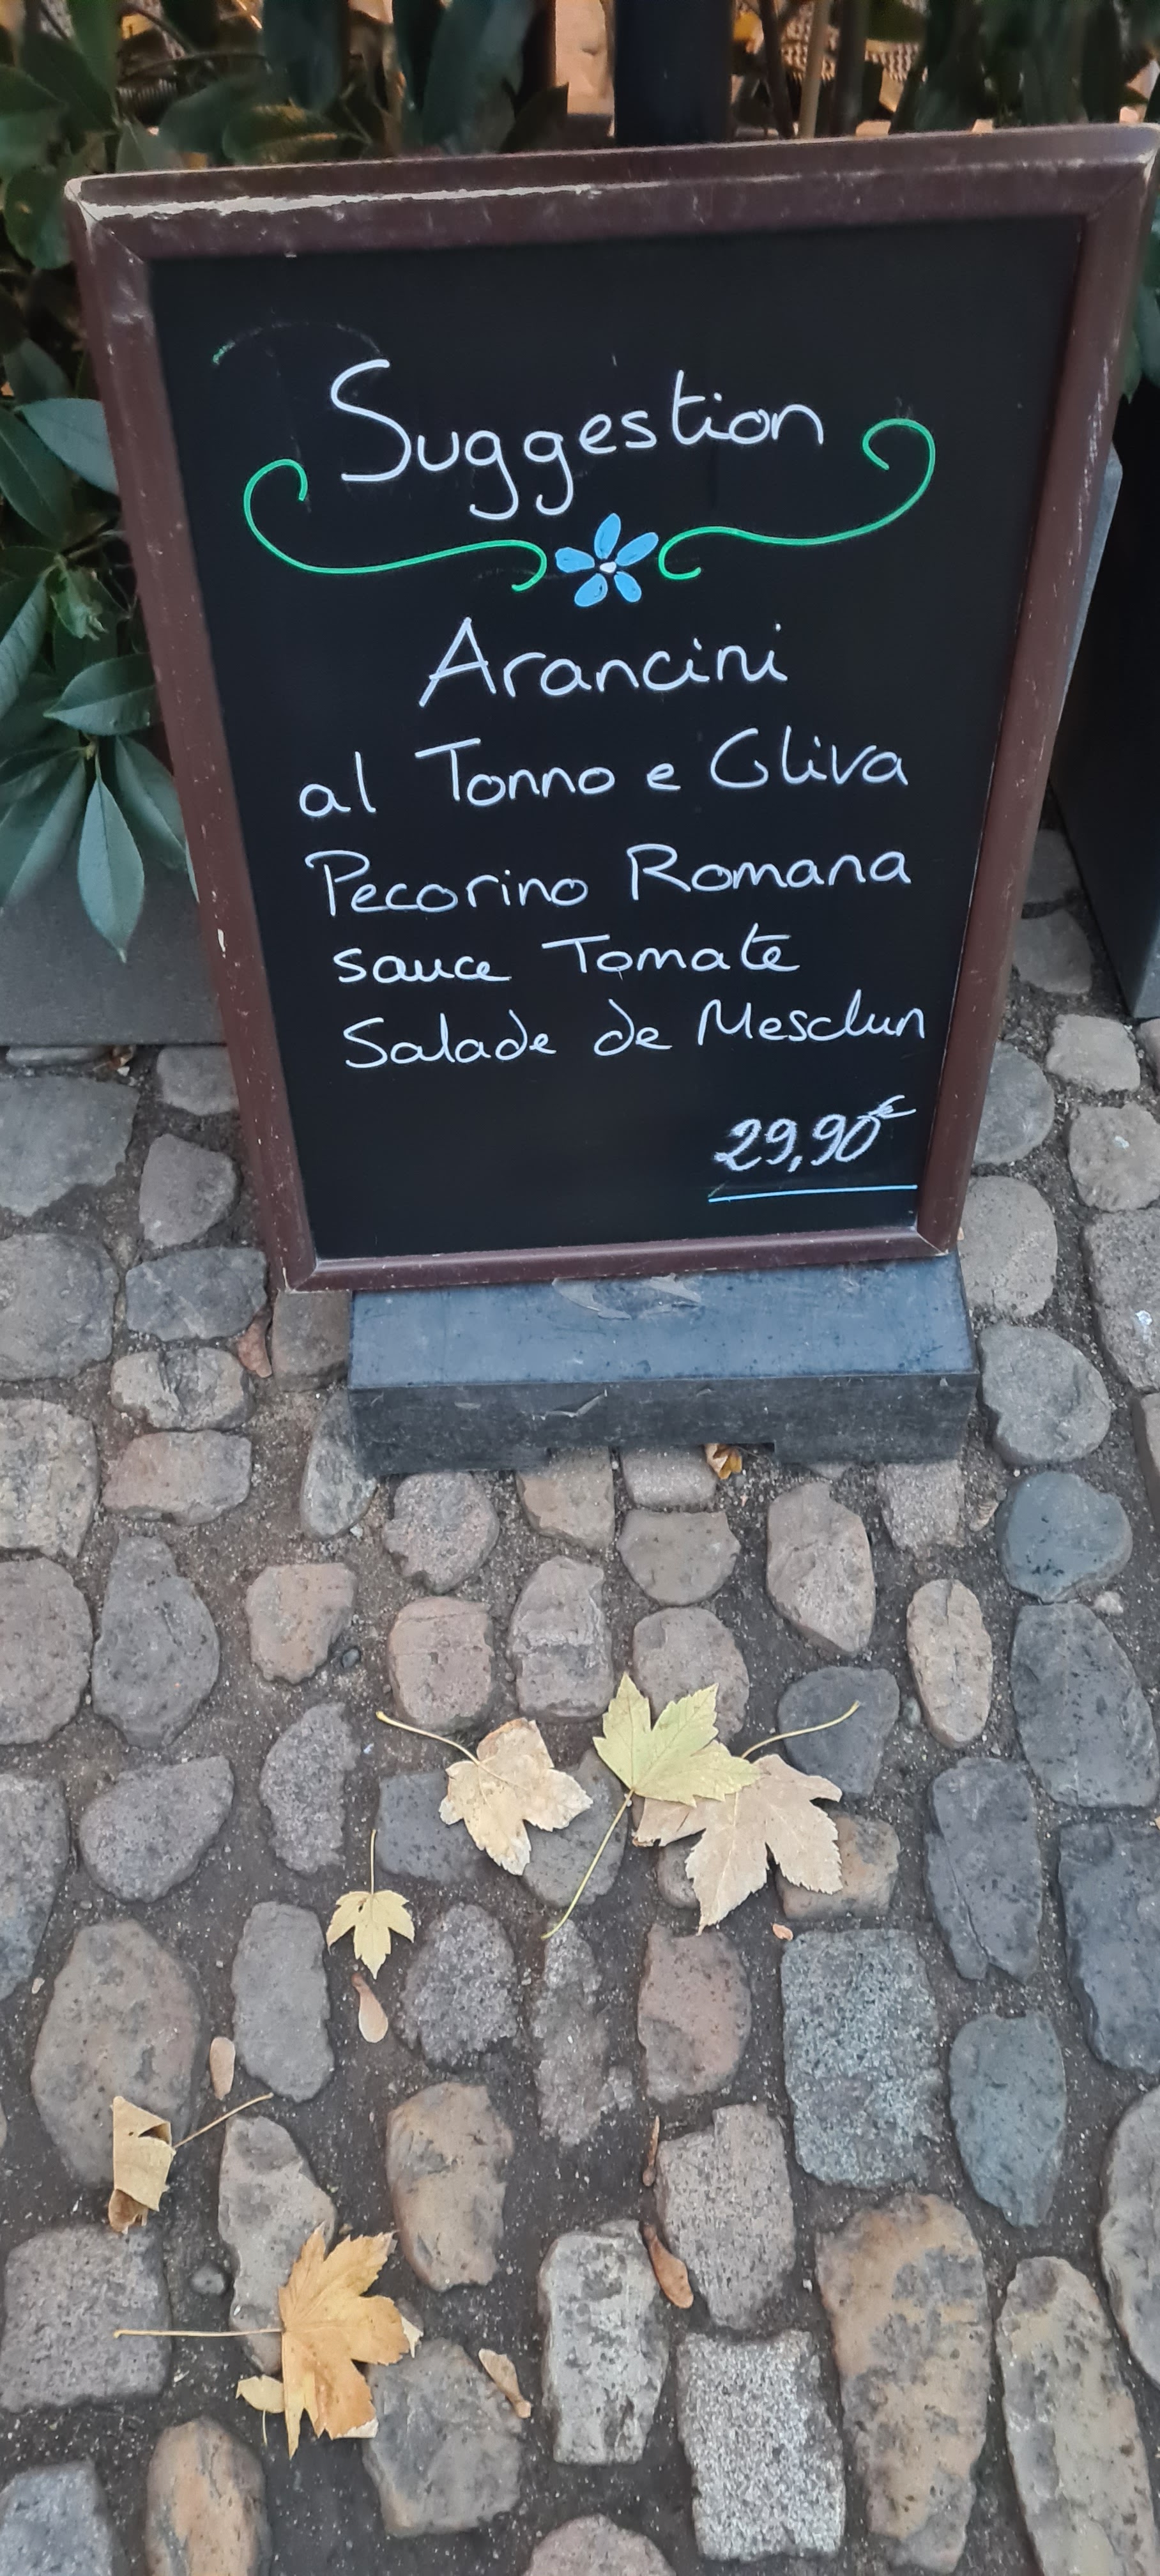 Suggestion
Arancini
al Tonno e Oliva
Pecorino Romana
sauce Tomate
Salade de Mesclun
29,90€